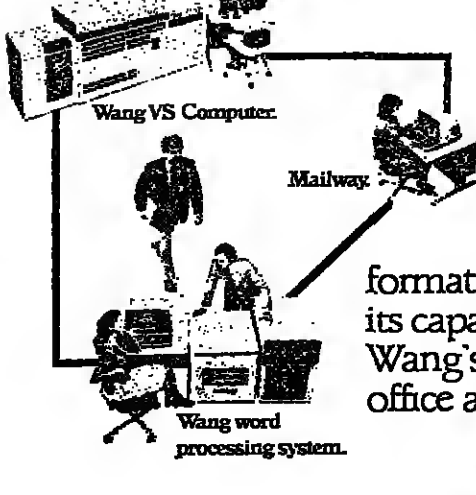 Wang VS Computer.
Mailway.
format
its capa
Wang's
office a
Wang word
processing system.